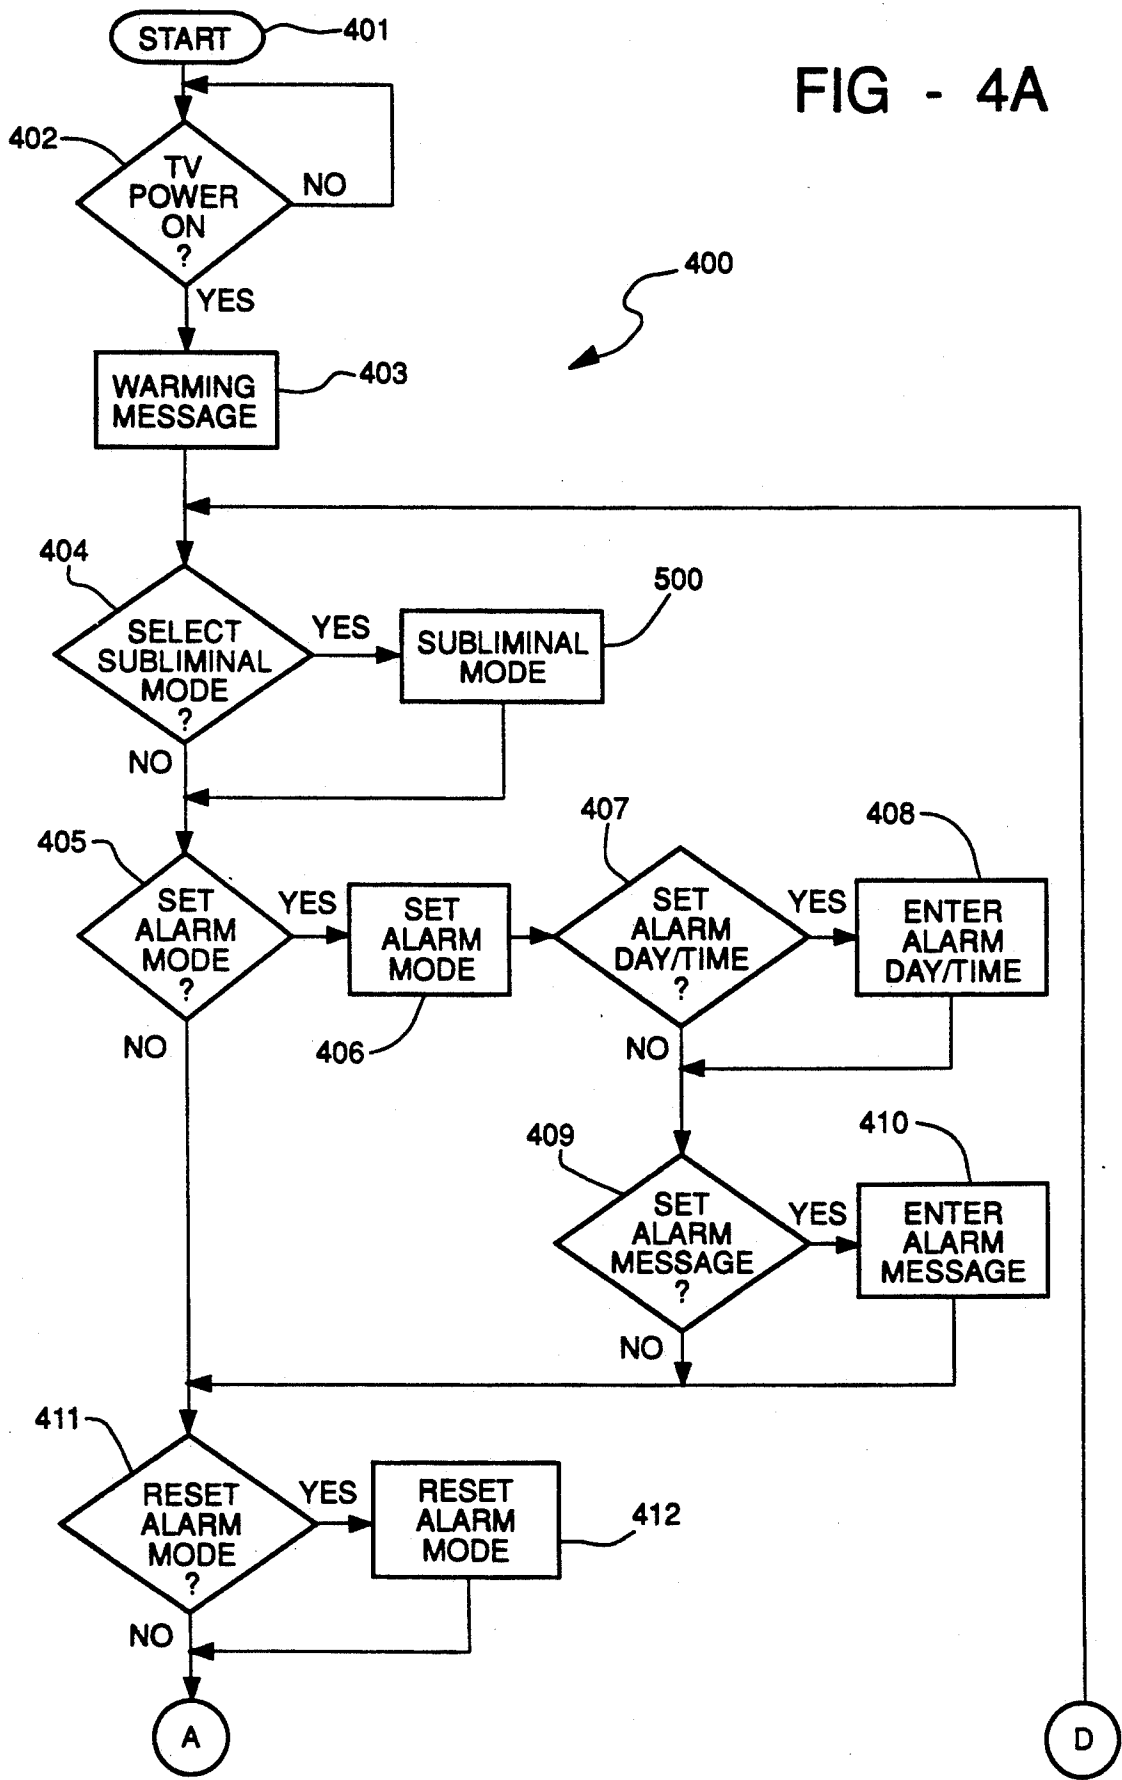 START
401
FIG - 4A
402
TV
POWER
ON
?
NO
YES
400
WARMING
MESSAGE
403
404
SELECT
SUBLIMINAL
MODE
?
YES
500
SUBLIMINAL
MODE
NO
405
SET
ALARM
MODE
?
YES
SET
ALARM
MODE
406
NO
407
SET
ALARM
DAY/TIME
?
YES
408
ENTER
ALARM
DAY/TIME
NO
409
SET
ALARM
MESSAGE
?
YES
410
ENTER
ALARM
MESSAGE
NO
411
RESET
ALARM
MODE
?
YES
RESET
ALARM
MODE
412
NO
A
D